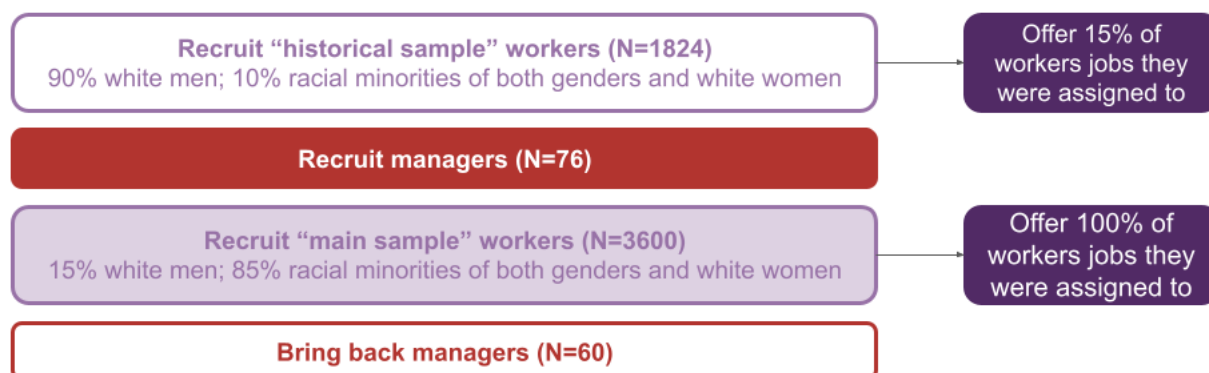 Recruit “historical sample” workers (N=1824)
90% white men; 10% racial minorities of both genders and white women
Offer 15% of
workers jobs they
were assigned to
Recruit managers (N=76)
Recruit “main sample” workers (N=3600)
15% white men; 85% racial minorities of both genders and white women
Offer 100% of
workers jobs they
were assigned to
Bring back managers (N=60)